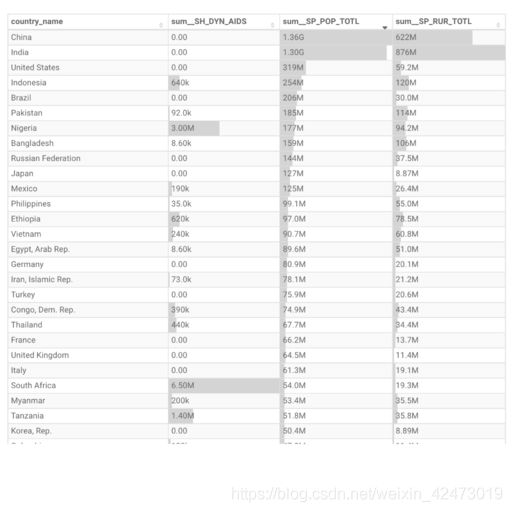 country_name sum__SH_DYN_AIDS sum__SP_POP_TOTL sum__SP_RUR_TOTL
China 0.00 1.36G 622M
India 0.00 1.30G 876M
United States 0.00 319M 59.2M
Indonesia 640k 254M 120M
Brazil 0.00 206M 30.0M
Pakistan 92.0k 185M 114M
Nigeria 3.00M 177M 94.2M
Bangladesh 8.60k 159M 106M
Russian Federation 0.00 144M 37.5M
Japan 0.00 127M 8.87M
Mexico 190k 125M 26.4M
Philippines 35.0k 99.1M 55.0M
Ethiopia 620k 97.0M 78.5M
Vietnam 240k 90.7M 60.8M
Egypt, Arab Rep. 8.60k 89.6M 51.0M
Germany 0.00 80.9M 20.1M
Iran, Islamic Rep. 73.0k 78.1M 21.2M
Turkey 0.00 75.9M 20.6M
Congo, Dem. Rep. 390k 74.9M 43.4M
Thailand 440k 67.7M 34.4M
France 0.00 66.2M 13.7M
United Kingdom 0.00 64.5M 11.4M
Italy 0.00 61.3M 19.1M
South Africa 6.50M 54.0M 19.3M
Myanmar 200k 53.4M 35.5M
Tanzania 1.40M 51.8M 35.8M
Korea, Rep. 0.00 50.4M 8.89M
https://blog.csdn.net/weixin_42473019